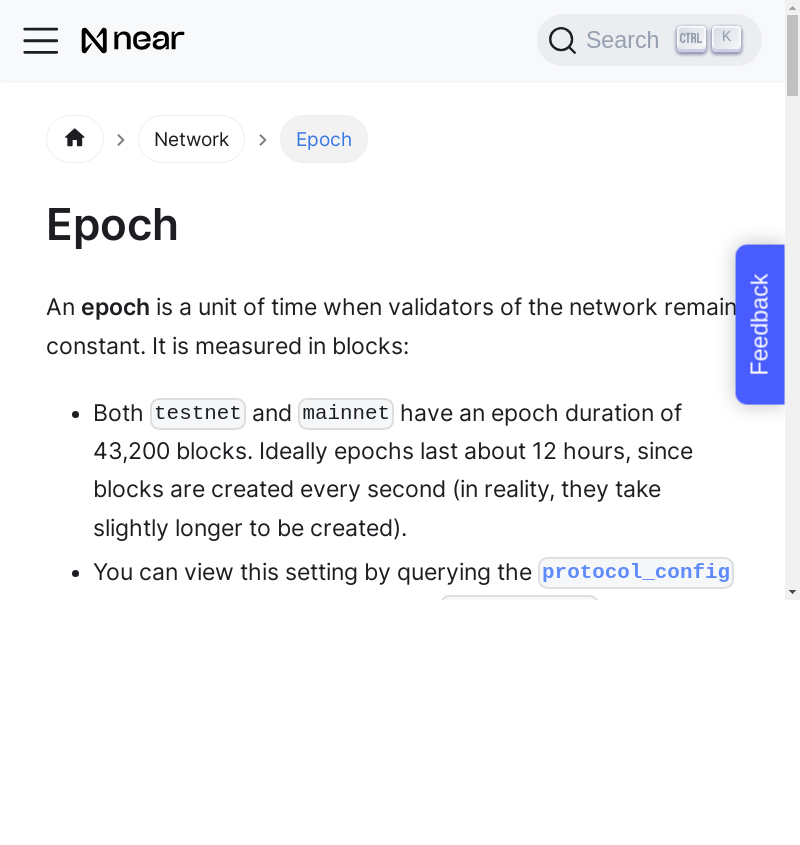 near
Search CTRL K
Network Epoch
Epoch
An epoch is a unit of time when validators of the network remain
constant. It is measured in blocks:
Feedback
Both testnet and mainnet have an epoch duration of
43,200 blocks. Ideally epochs last about 12 hours, since
blocks are created every second (in reality, they take
slightly longer to be created).
You can view this setting by querying the protocol_config